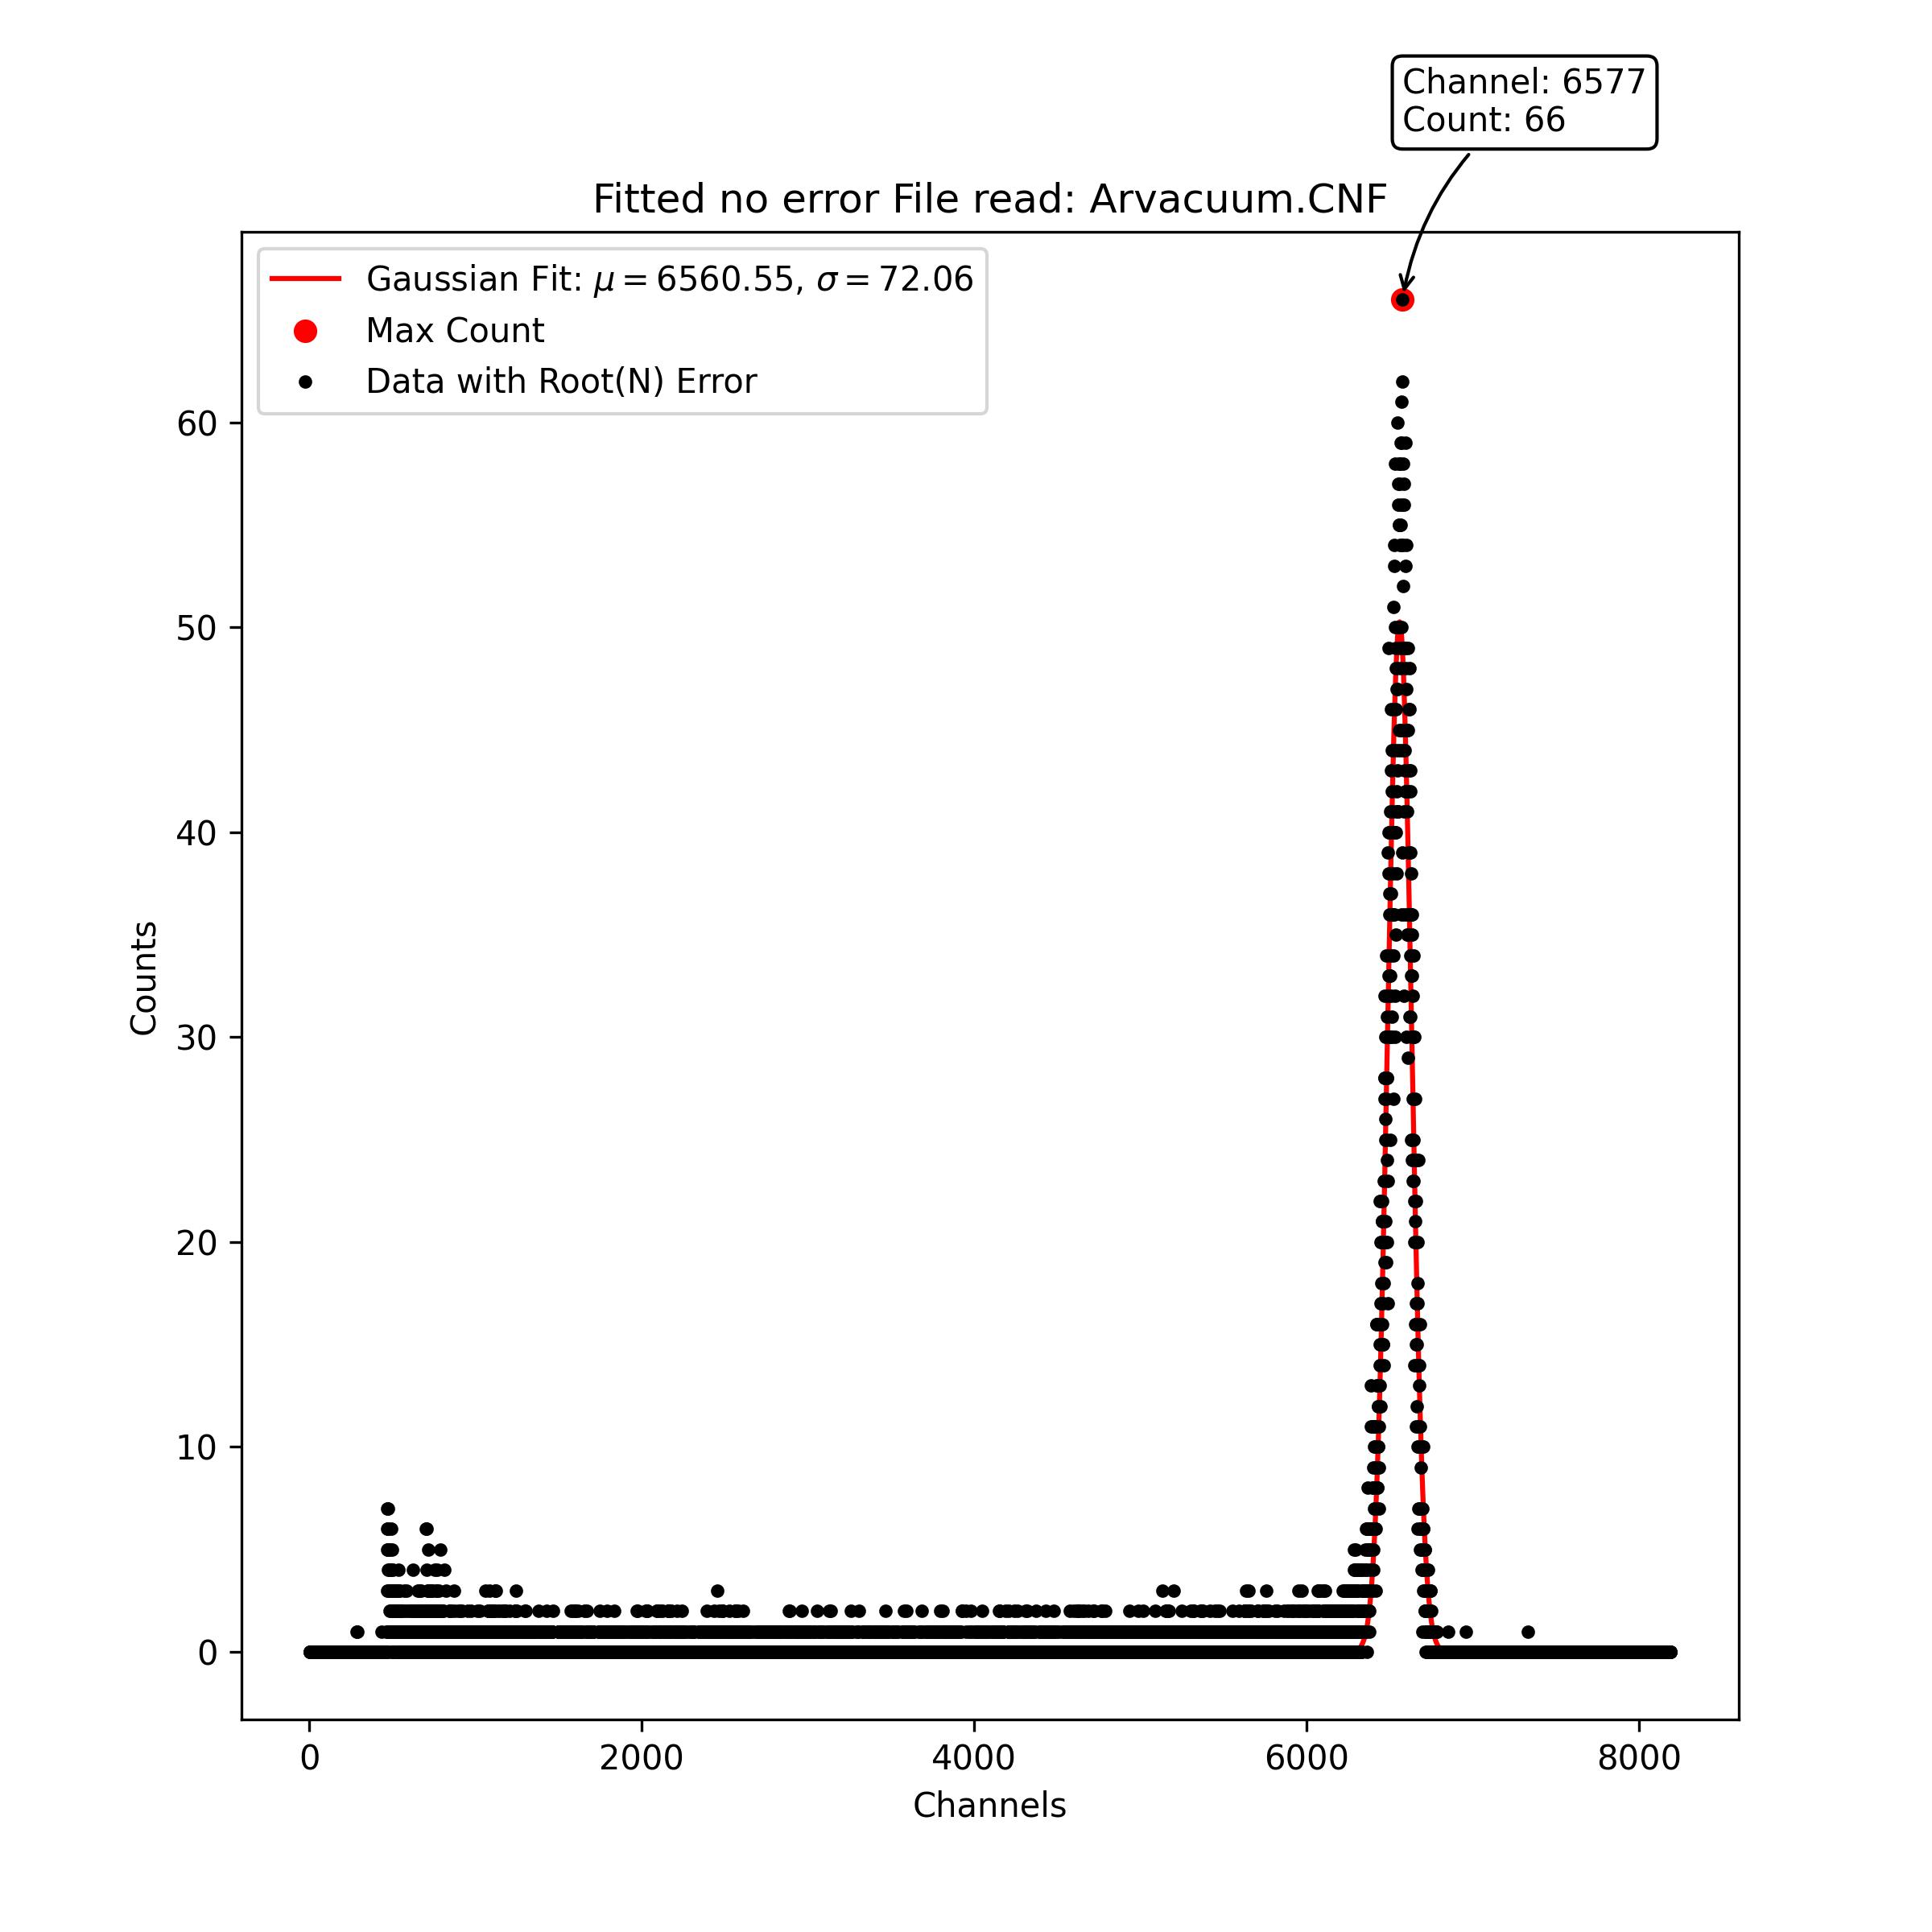 Channel: 6577
Count: 66
Fitted no error File read: Arvacuum.CNF
Gaussian Fit: μ = 6560.55, σ = 72.06
Max Count
Data with Root(N) Error
60
50
40
30
20
10
0
Counts
0 2000 4000 6000 8000
Channels